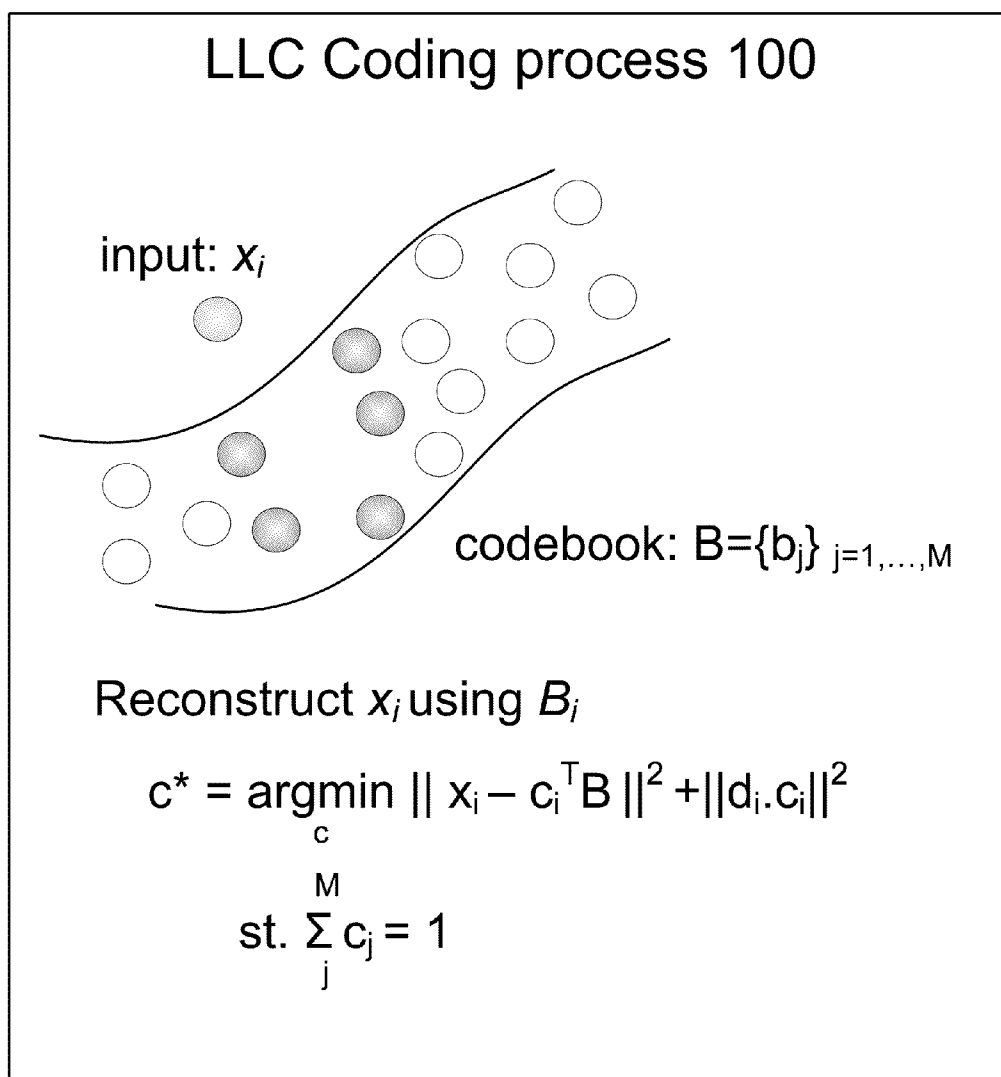 LLC Coding process 100
input: xᵢ
codebook: B={bⱼ} j=1,...,M
Reconstruct xᵢ using Bᵢ
c* = argmin || xᵢ – cᵢᵀB ||² +||dᵢ.cᵢ||²
c
M
st. Σ cⱼ = 1
j